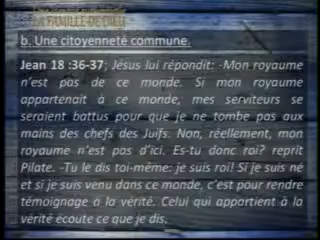 LA FAMILLE DE DIEU
b. Une citoyenneté commune.
Jean 18 :36-37; Jésus lui répondit: -Mon royaume
n'est pas de ce monde. Si mon royaume
appartenait à ce monde, mes serviteurs se
seraient battus pour que je ne tombe pas aux
mains des chefs des Juifs. Non, réellement, mon
royaume n'est pas d'ici. Es-tu donc roi? reprit
Pilate. -Tu le dis toi-même: je suis roi! Si je suis né
et si je suis venu dans ce monde, c'est pour rendre
témoignage à la vérité. Celui qui appartient à la
vérité écoute ce que je dis.